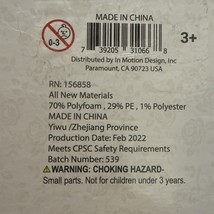 MADE IN CHINA
0-3
7 39205 31066 8
3+
Distributed by In Motion Design, Inc
Paramount, CA 90723 USA
RN: 156858
All New Materials
70% Polyfoam, 29% PE, 1% Polyester
MADE IN CHINA
Yiwu /Zhejiang Province
Production Date: Feb 2022
Meets CPSC Safety Requirements
Batch Number: 539
⚠WARNING: CHOKING HAZARD-
Small parts. Not for children under 3 years.